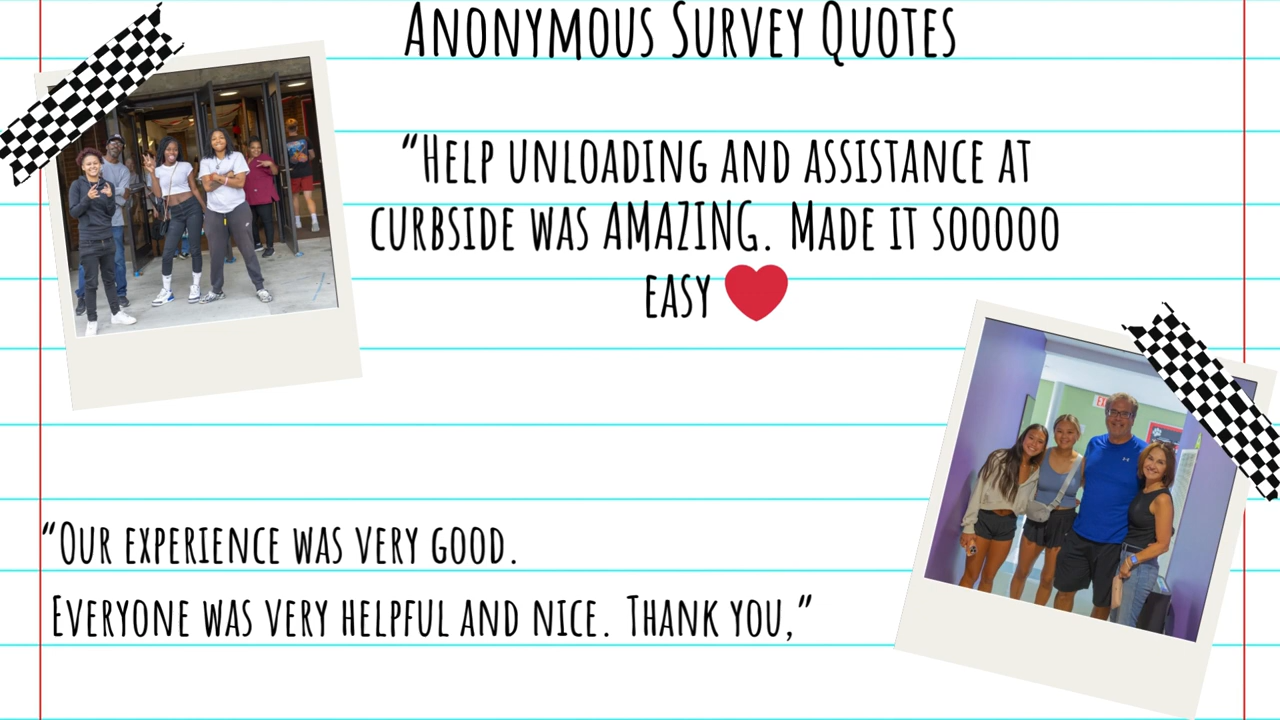 Anonymous Survey Quotes
“Help unloading and assistance at
curbside was AMAZING. Made it sooooo
easy ❤
“Our experience was very good.
Everyone was very helpful and nice. Thank you,”